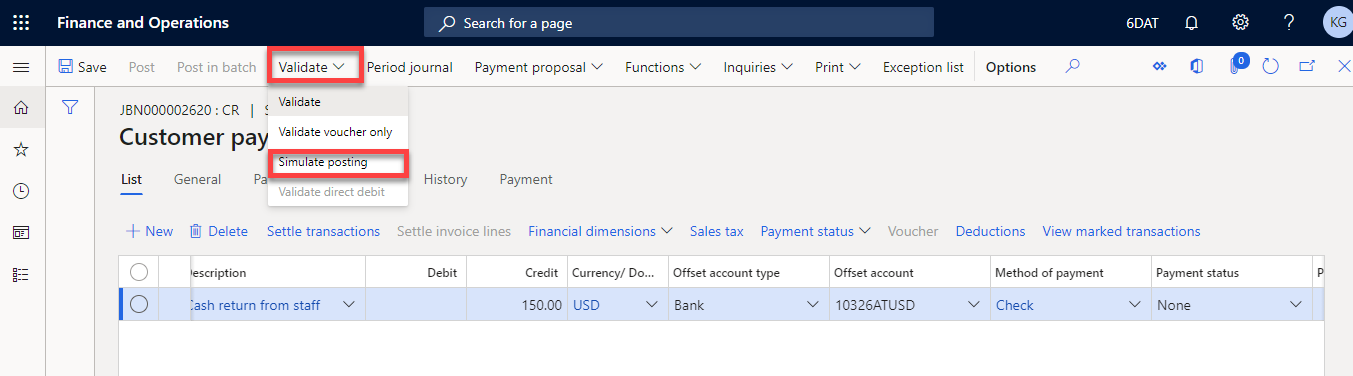 Finance and Operations Search for a page 6DAT KG
Save Post Post in batch Validate Period journal Payment proposal Functions Inquiries Print Exception list Options 0
Validate
JBN000002620 : CR | S
Validate voucher only
Customer pay
Simulate posting
List General Pa History Payment
Validate direct debit
New Delete Settle transactions Settle invoice lines Financial dimensions Sales tax Payment status Voucher Deductions View marked transactions
Description Debit Credit Currency/ Do... Offset account type Offset account Method of payment Payment status P
Cash return from staff 150.00 USD Bank 10326ATUSD Check None